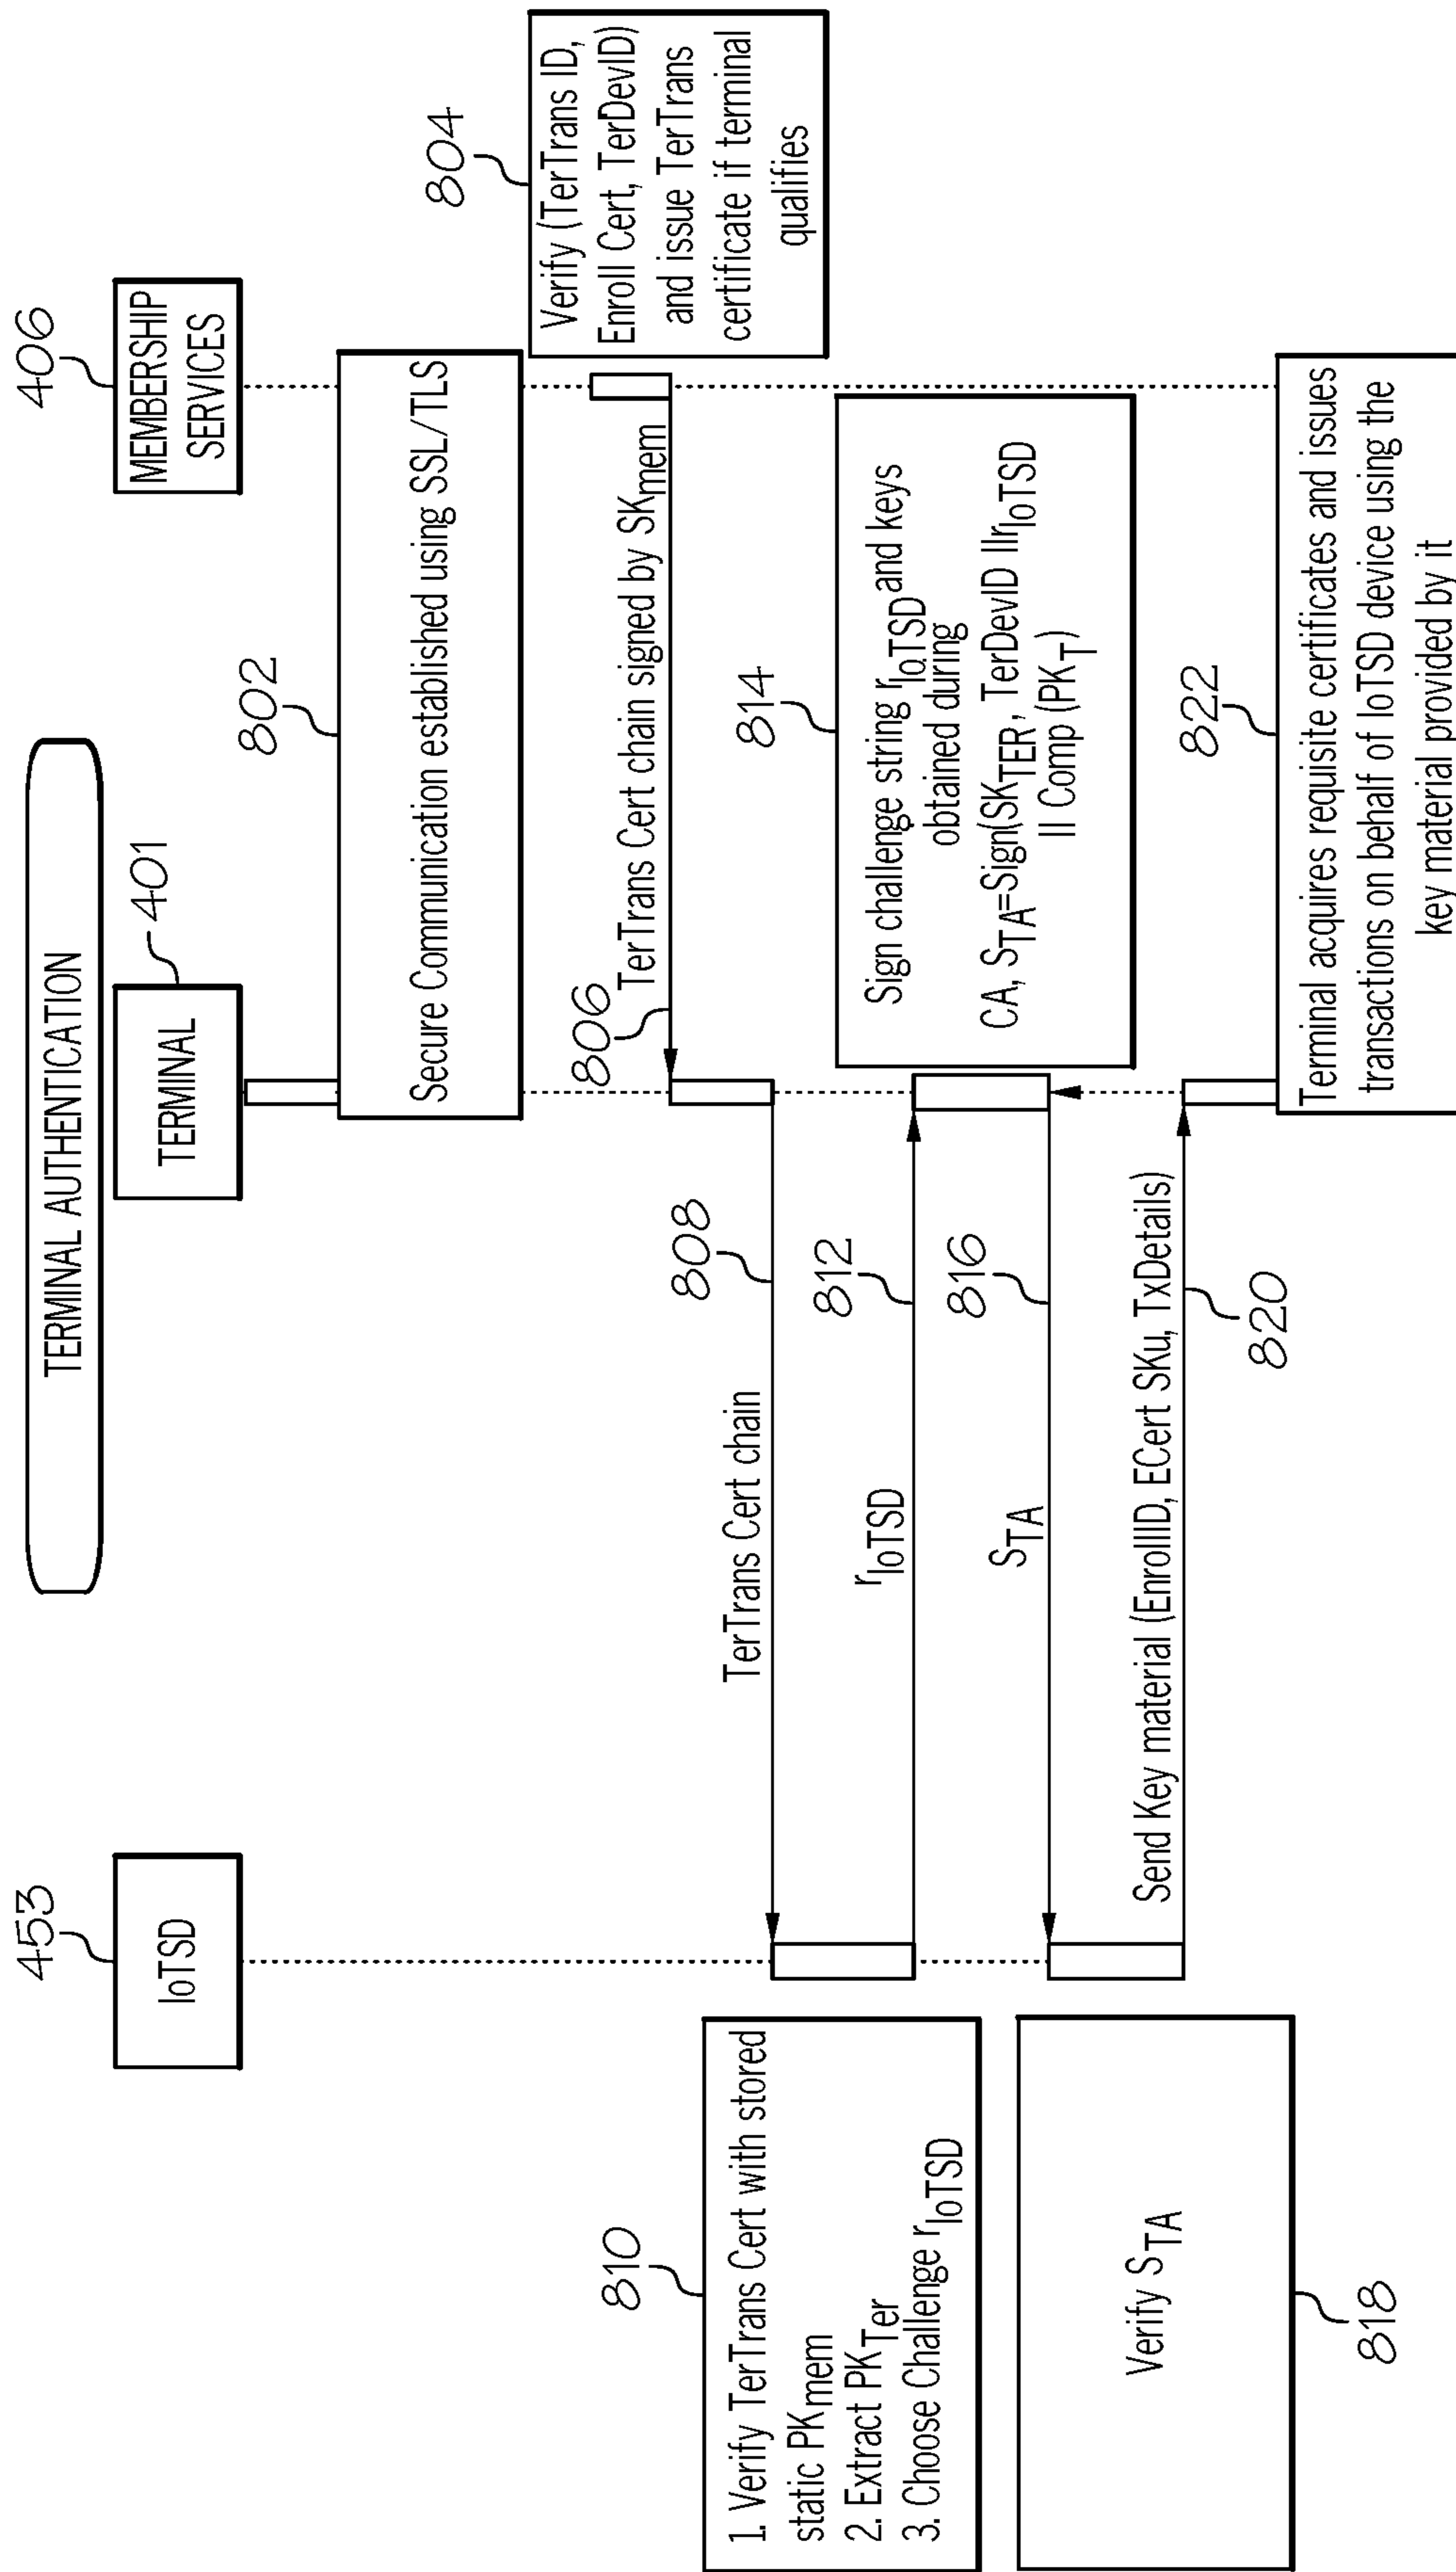 TERMINAL AUTHENTICATION
453
IoTSD
401
TERMINAL
406
MEMBERSHIP
SERVICES
802
Secure Communication established using SSL/TLS
804
Verify (TerTrans ID,
Enroll Cert, TerDevID)
and issue TerTrans
certificate if terminal
qualifies
806
TerTrans Cert chain signed by SKmem
808
TerTrans Cert chain
810
1. Verify TerTrans Cert with stored
static PKmem
2. Extract PKTer
3. Choose Challenge rIoTSD
812
rIoTSD
814
Sign challenge string rIoTSD and keys
obtained during
CA, STA=Sign(SKTER, TerDevID IIrIoTSD
II Comp (PKT)
816
STA
818
Verify STA
820
Send Key material (EnrollID, ECert SKu, TxDetails)
822
Terminal acquires requisite certificates and issues
transactions on behalf of IoTSD device using the
key material provided by it